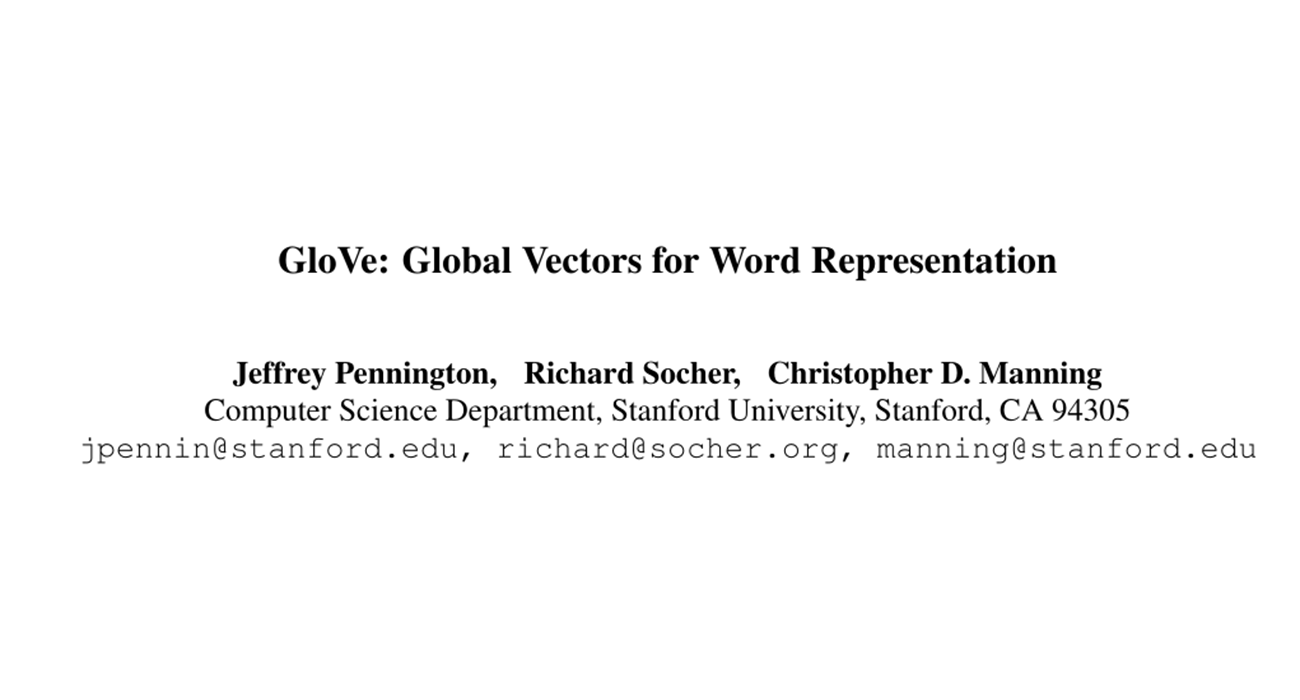 GloVe: Global Vectors for Word Representation
Jeffrey Pennington, Richard Socher, Christopher D. Manning
Computer Science Department, Stanford University, Stanford, CA 94305
jpennin@stanford.edu, richard@socher.org, manning@stanford.edu